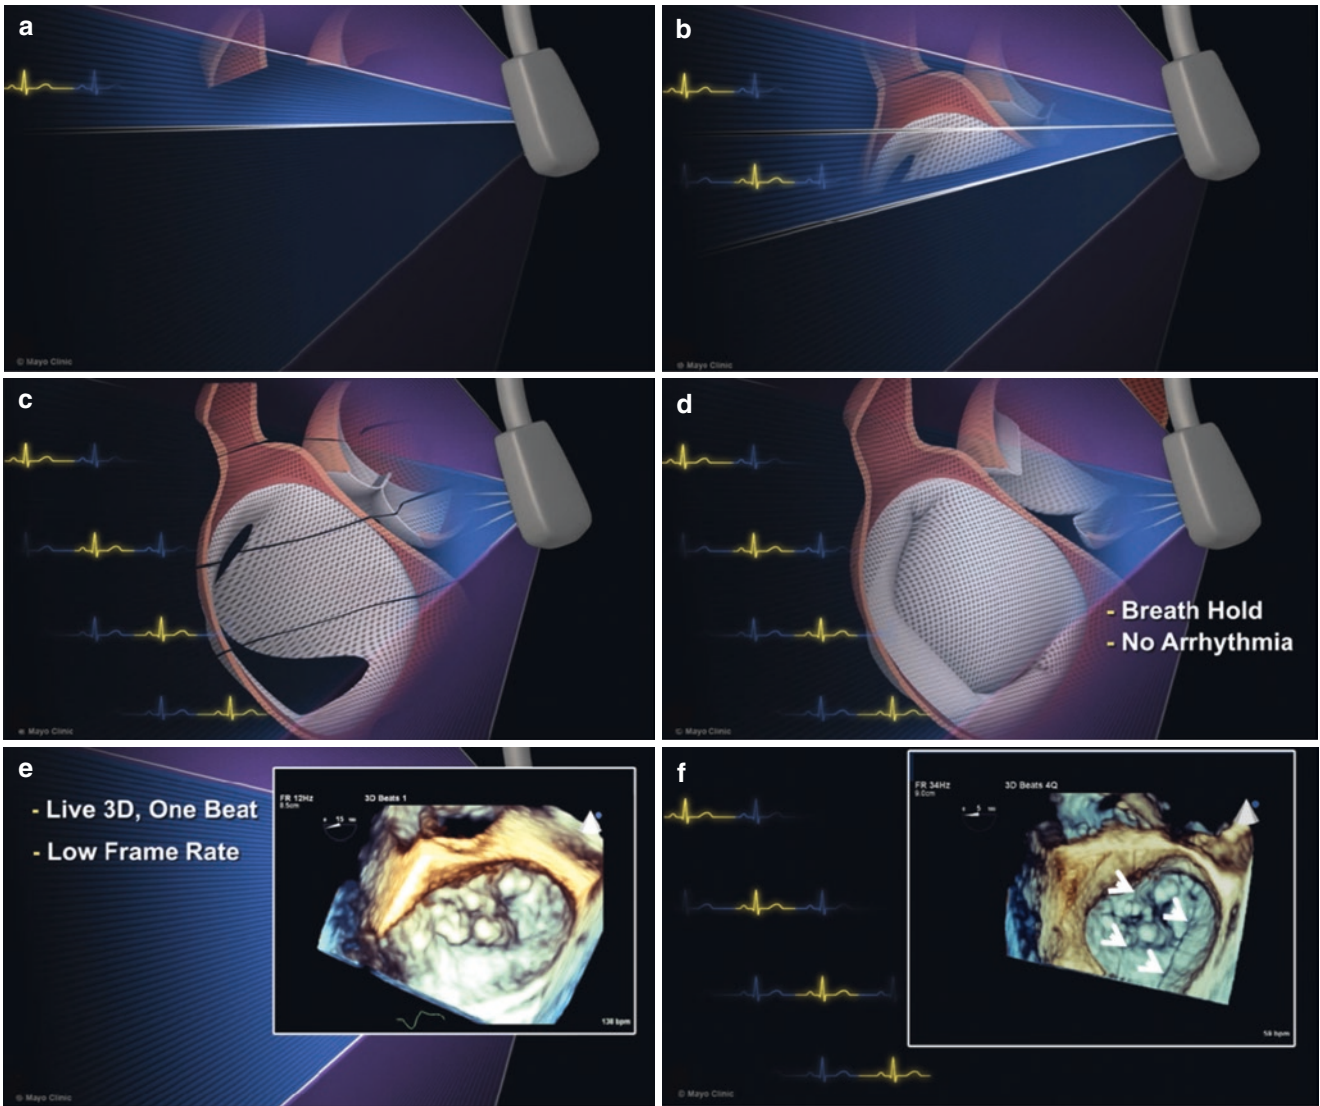 a
© Mayo Clinic
b
© Mayo Clinic
c
© Mayo Clinic
d
- Breath Hold
- No Arrhythmia
© Mayo Clinic
e
- Live 3D, One Beat
- Low Frame Rate
FR 12Hz
3D Beats 1
138 bpm
© Mayo Clinic
f
FR 34Hz
3D Beats 4Q
bpm
© Mayo Clinic